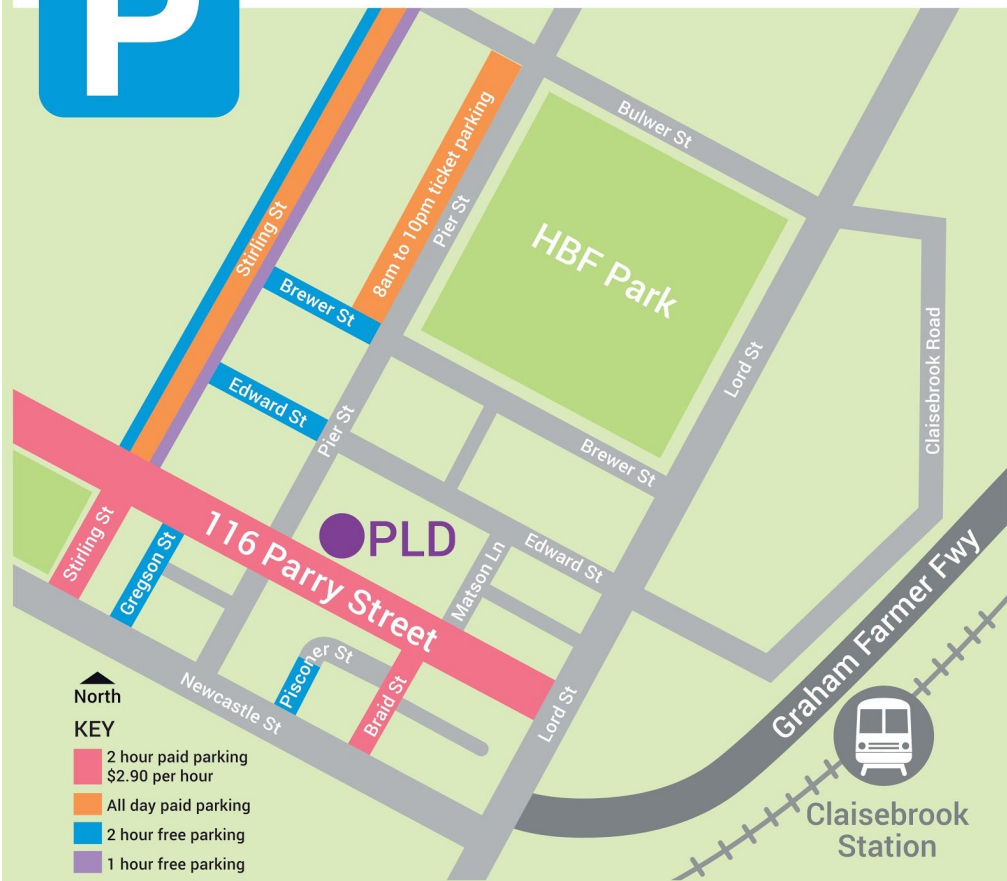 P
Bulwer St
8am to 10pm ticket parking
Pier St
Stirling St
HBF Park
Brewer St
Claisebrook Road
Lord St
Edward St
Pier St
Brewer St
Stirling St
Gregson St
116 Parry Street
PLD
Matson Ln
Edward St
Graham Farmer Fwy
Pisconer St
Braid St
Lord St
Newcastle St
North
KEY
2 hour paid parking
$2.90 per hour
All day paid parking
2 hour free parking
1 hour free parking
Claisebrook
Station